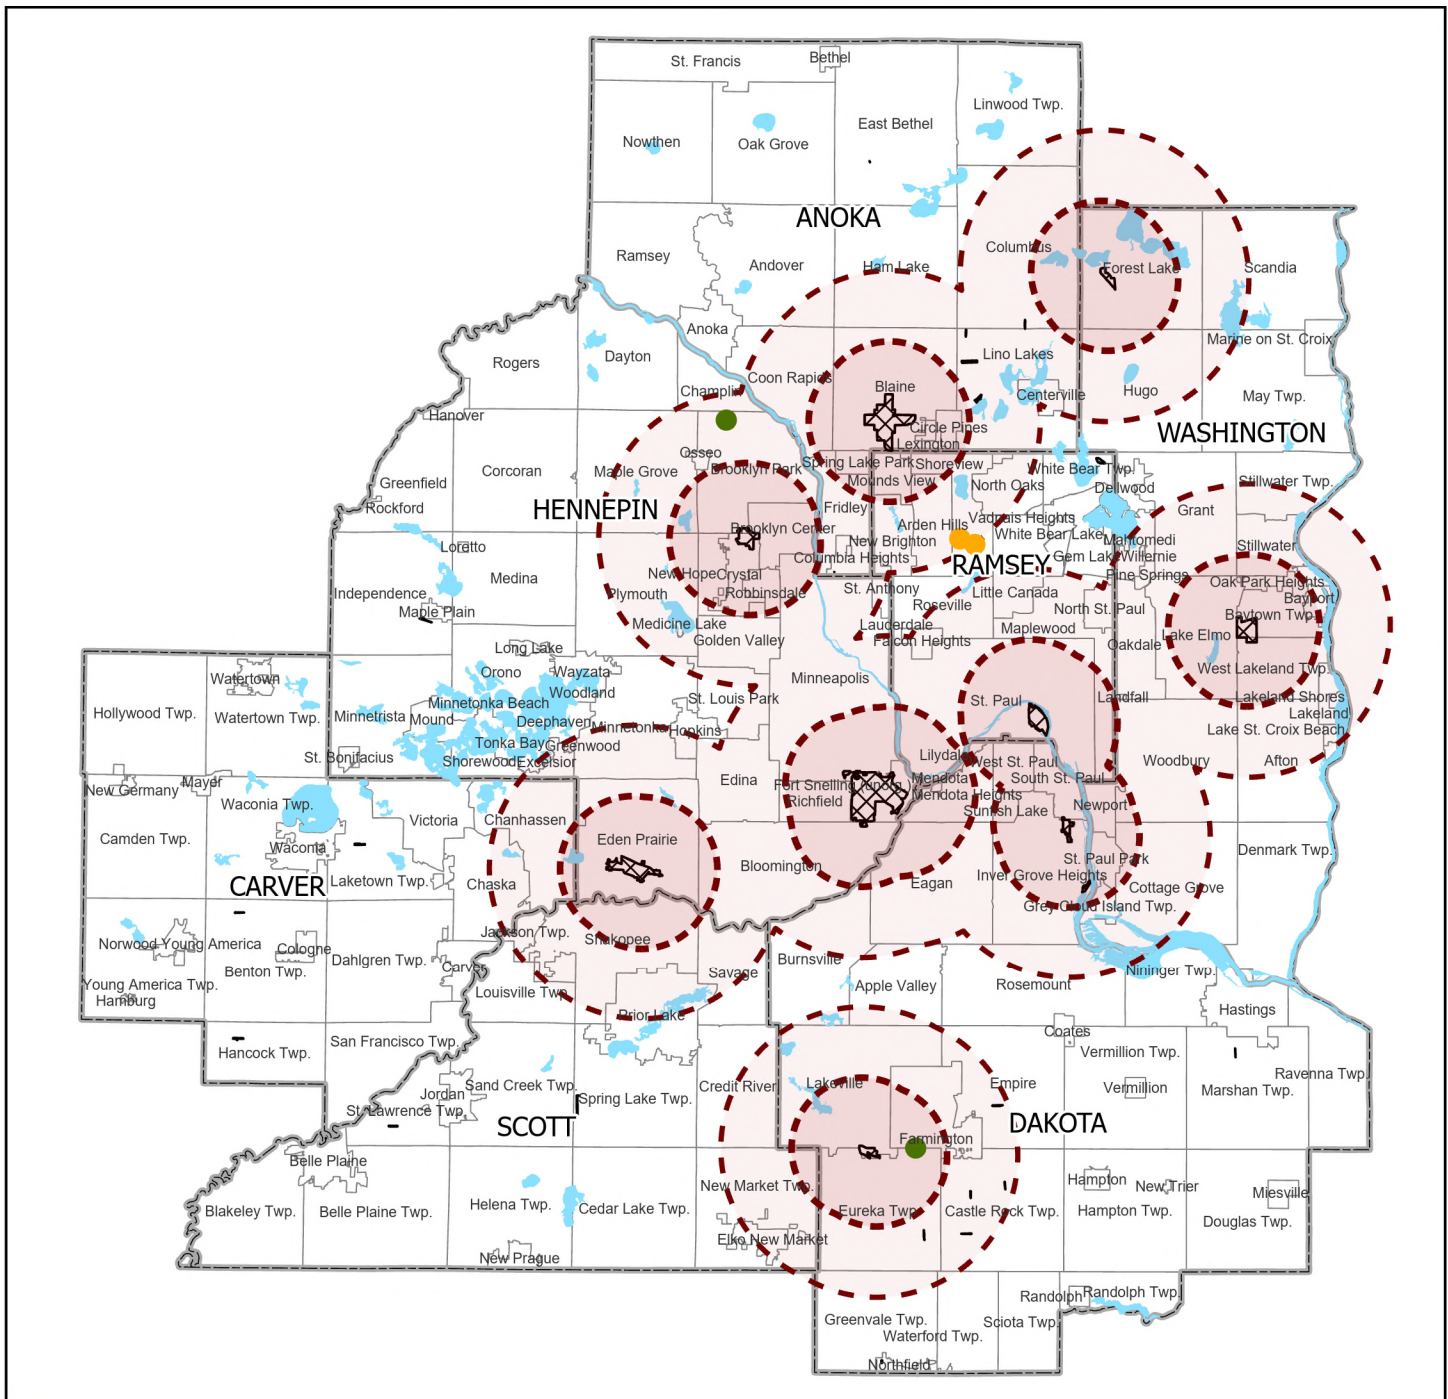 St. Francis
Bethel
Linwood Twp.
East Bethel
Nowthen
Oak Grove
ANOKA
Columbus
Ramsey
Andover
Ham Lake
Forest Lake
Scandia
Anoka
Marine on St. Croix
Rogers
Dayton
Lino Lakes
Coon Rapids
Blaine
Champlin
Centerville
Hugo
May Twp.
Hanover
Circle Pines
WASHINGTON
Lexington
Osseo
Corcoran
Maple Grove
Brooklyn Park
Spring Lake Park
Shoreview
White Bear Twp.
Greenfield
Mounds View
North Oaks
Dellwood
Stillwater Twp.
Rockford
HENNEPIN
Fridley
Grant
Brooklyn Center
Arden Hills
Vadnais Heights
Loretto
New Brighton
White Bear Lake
Mahtomedi
Stillwater
Columbia Heights
RAMSEY
Gem Lake
Willernie
Medina
New Hope
Crystal
Pine Springs
Oak Park Heights
Independence
Plymouth
Robbinsdale
St. Anthony
Little Canada
Bayport
Maple Plain
Roseville
North St. Paul
Baytown Twp.
Medicine Lake
Lauderdale
Maplewood
Lake Elmo
Golden Valley
Falcon Heights
Oakdale
Long Lake
Orono
Wayzata
West Lakeland Twp.
Watertown
Minneapolis
Woodland
St. Louis Park
St. Paul
Landfall
Lakeland Shores
Hollywood Twp.
Watertown Twp.
Minnetrista
Minnetonka Beach
Mound
Deephaven
Minnetonka
Hopkins
Lakeland
Lake St. Croix Beach
Tonka Bay
Greenwood
St. Bonifacius
Shorewood
Excelsior
Lilydale
West St. Paul
Woodbury
Afton
Edina
Mendota
South St. Paul
New Germany
Mayer
Fort Snelling (unorg.)
Mendota Heights
Waconia Twp.
Richfield
Sunfish Lake
Newport
Victoria
Chanhassen
Camden Twp.
Waconia
Eden Prairie
Denmark Twp.
St. Paul Park
Bloomington
CARVER
Laketown Twp.
Chaska
Eagan
Inver Grove Heights
Cottage Grove
Grey Cloud Island Twp.
Jackson Twp.
Shakopee
Norwood Young America
Cologne
Dahlgren Twp.
Burnsville
Benton Twp.
Carver
Savage
Nininger Twp.
Young America Twp.
Louisville Twp.
Apple Valley
Rosemount
Hamburg
Prior Lake
Hastings
Hancock Twp.
San Francisco Twp.
Coates
Vermillion Twp.
Ravenna Twp.
Sand Creek Twp.
Credit River
Lakeville
Empire
Vermillion
Marshan Twp.
Jordan
Spring Lake Twp.
St. Lawrence Twp.
SCOTT
DAKOTA
Farmington
Belle Plaine
Hampton
New Trier
Miesville
New Market Twp.
Blakeley Twp.
Belle Plaine Twp.
Helena Twp.
Cedar Lake Twp.
Eureka Twp.
Castle Rock Twp.
Hampton Twp.
Douglas Twp.
Elko New Market
New Prague
Randolph
Randolph Twp.
Greenvale Twp.
Sciota Twp.
Waterford Twp.
Northfield